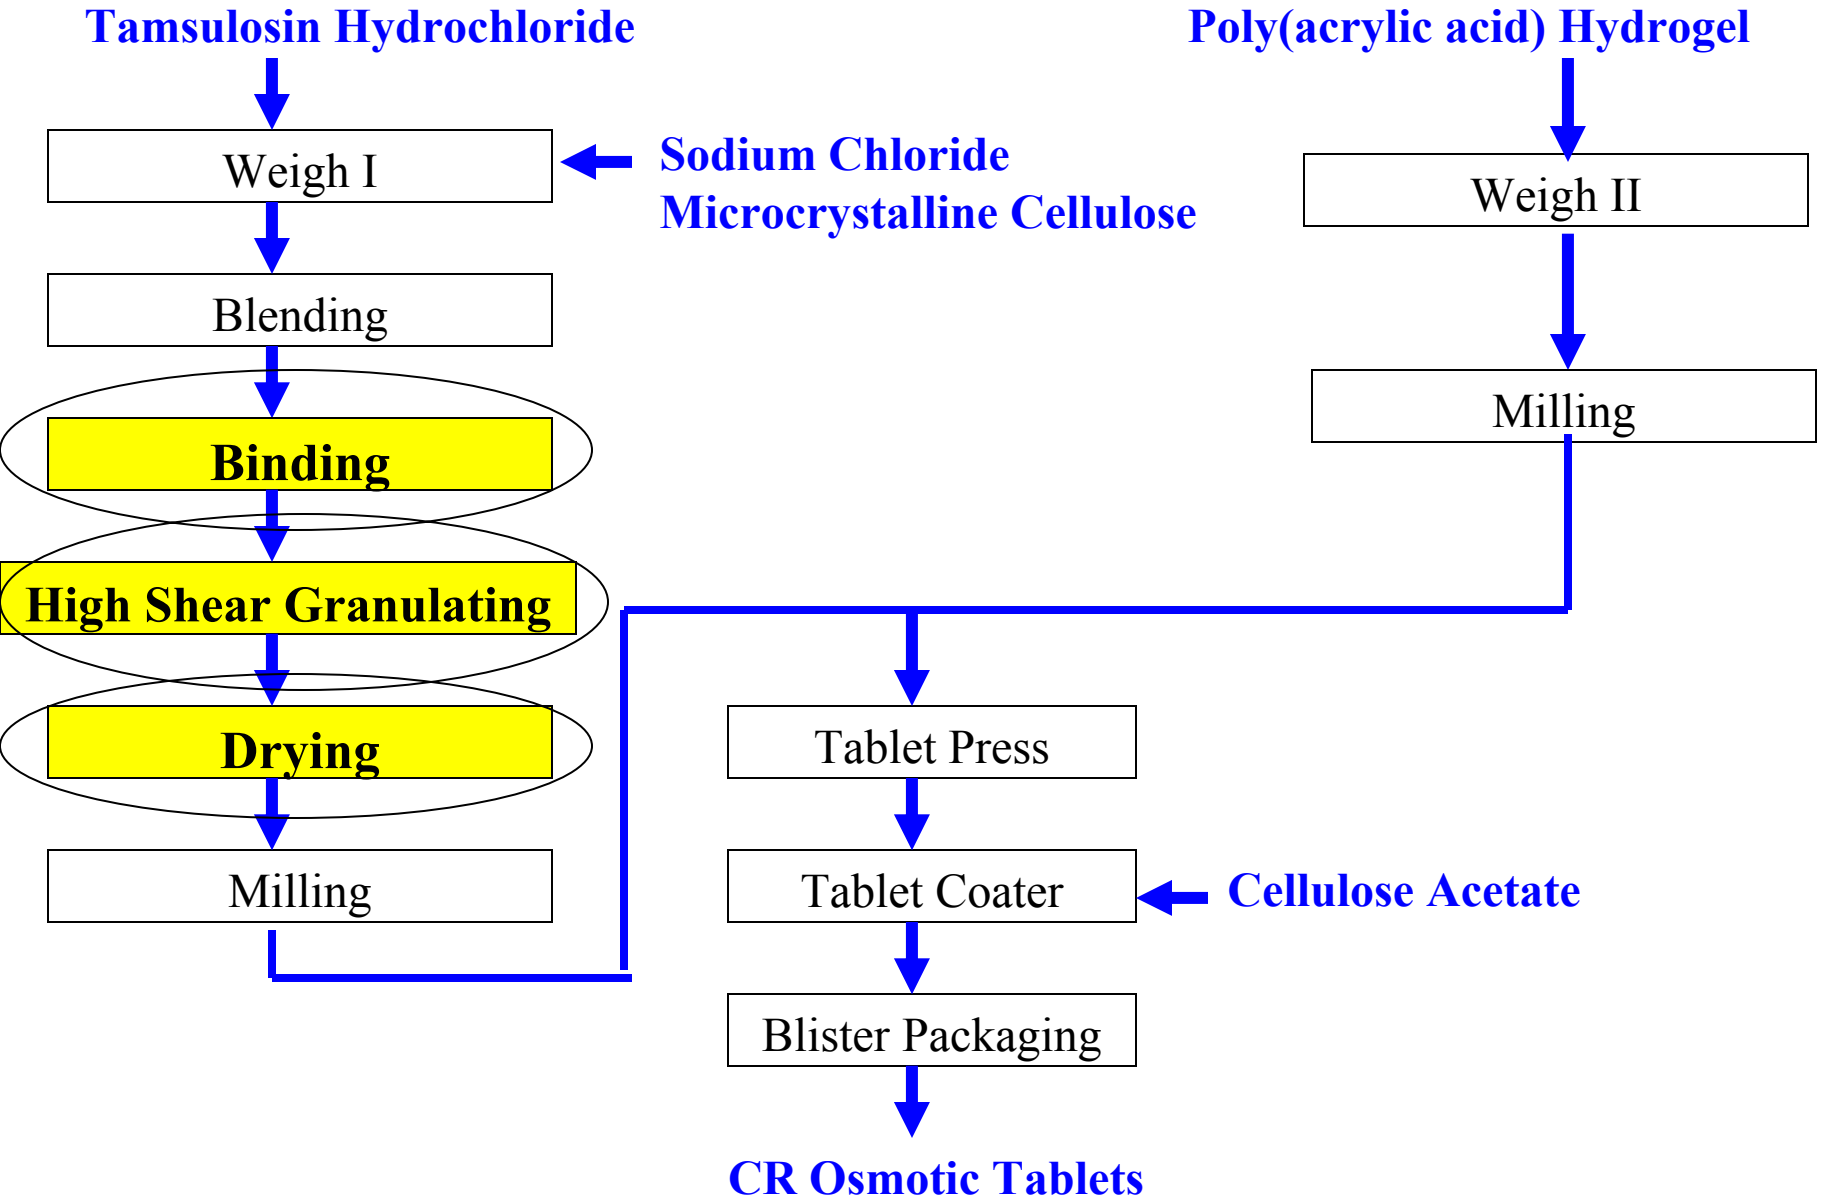 Tamsulosin Hydrochloride
Poly(acrylic acid) Hydrogel
Weigh I
Sodium Chloride
Microcrystalline Cellulose
Weigh II
Blending
Milling
Binding
High Shear Granulating
Drying
Tablet Press
Milling
Tablet Coater
Cellulose Acetate
Blister Packaging
CR Osmotic Tablets